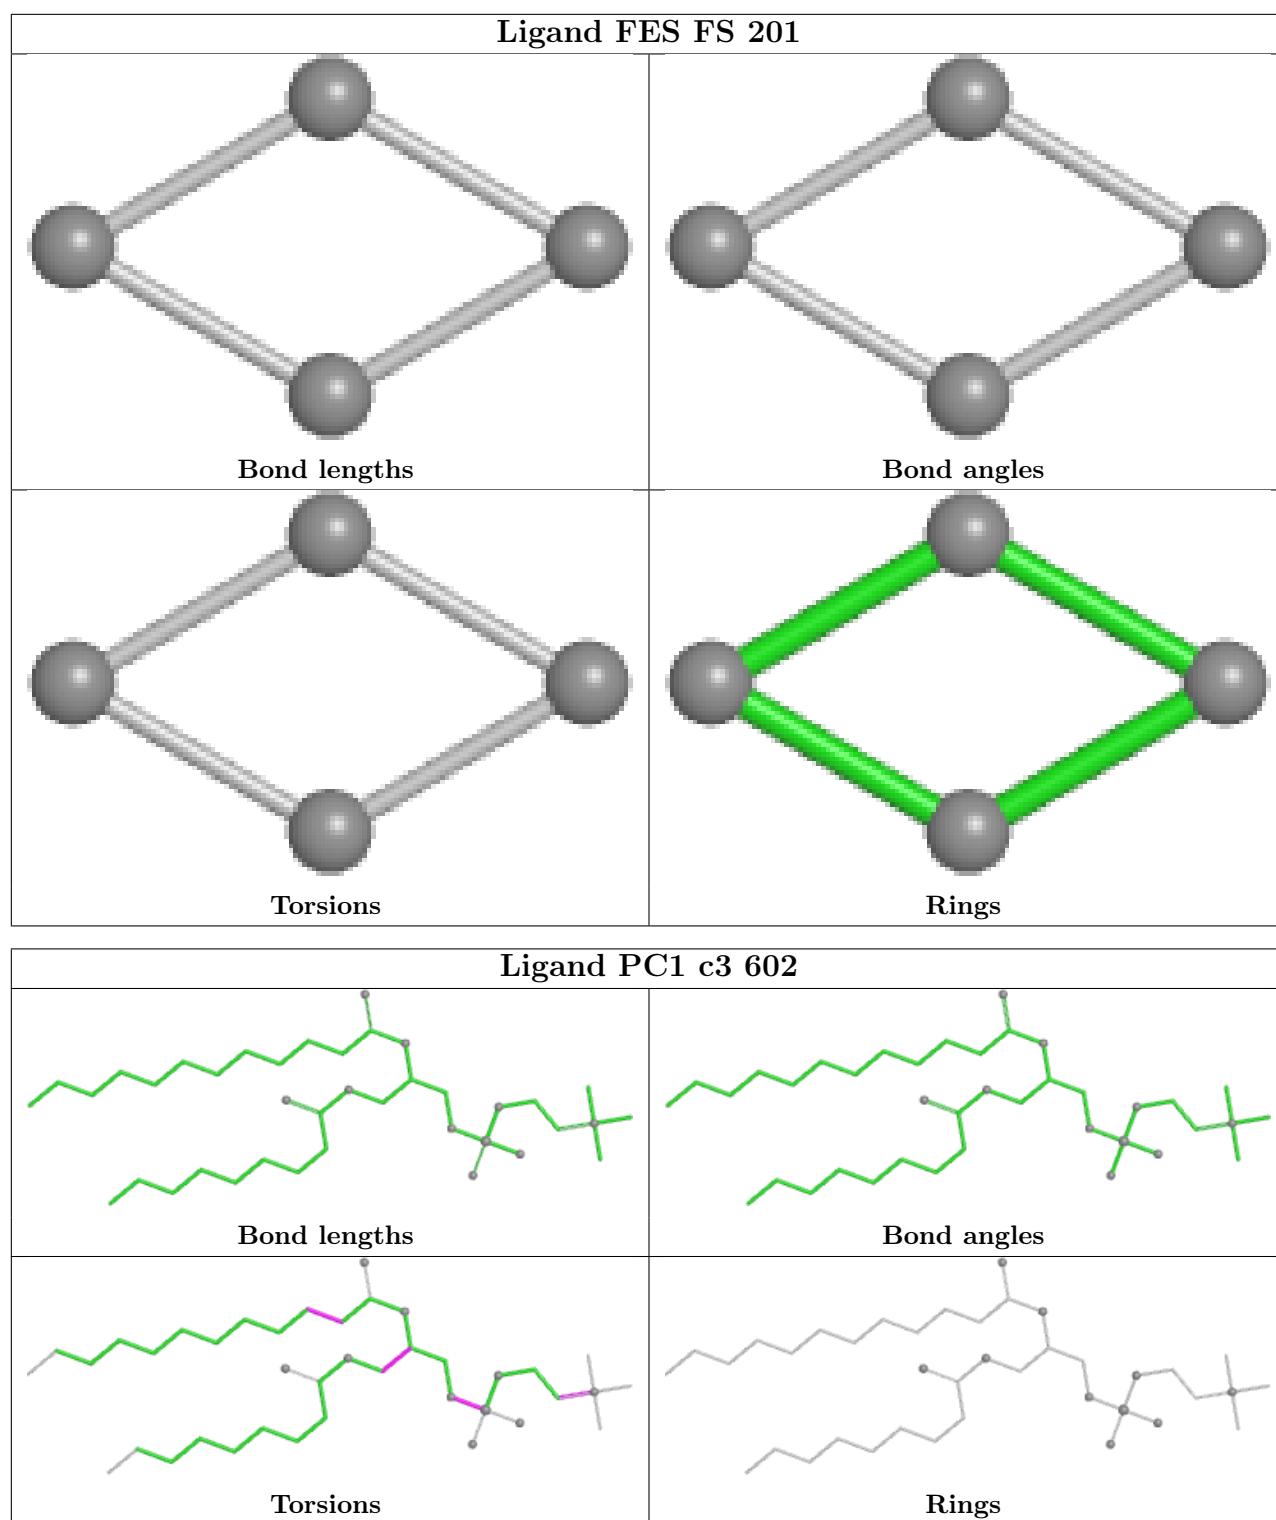 Ligand FES FS 201
Bond lengths
Bond angles
Torsions
Rings
Ligand PC1 c3 602
Bond lengths
Bond angles
Torsions
Rings